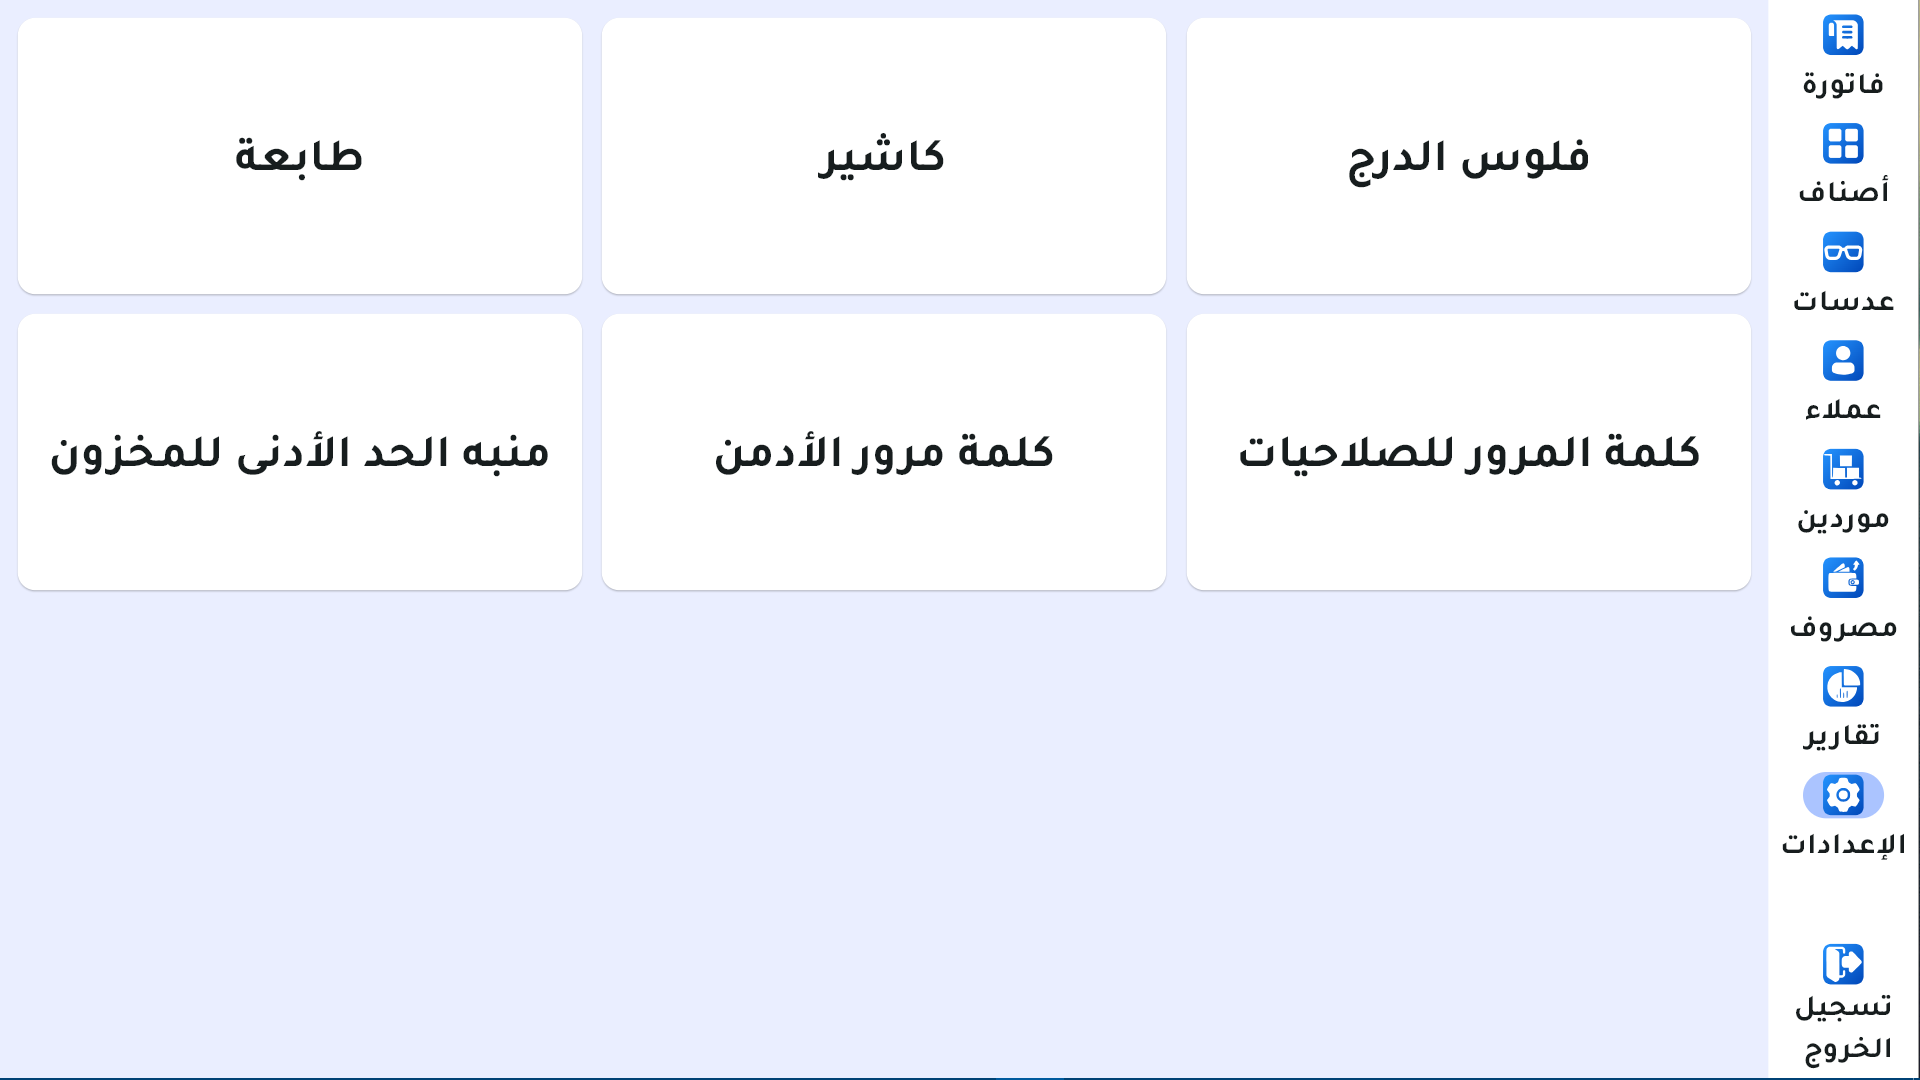 فاتورة
أصناف
عدسات
عملاء
موردين
مصروف
تقارير
الإعدادات
تسجيل
الخروج
فلوس الدرج
كاشير
طابعة
كلمة المرور للصلاحيات
كلمة مرور الأدمن
منبه الحد الأدنى للمخزون